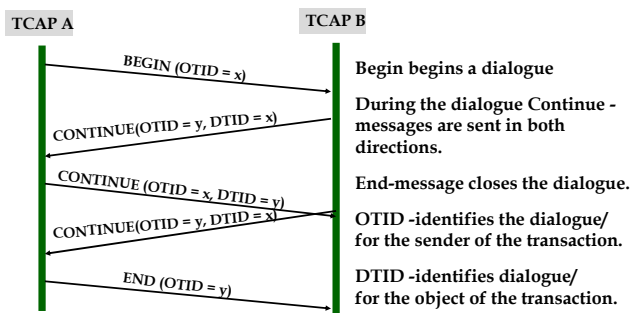 TCAP A
TCAP B
BEGIN (OTID = x)
CONTINUE(OTID = y, DTID = x)
CONTINUE (OTID = x, DTID = y)
CONTINUE(OTID = y, DTID = x)
END (OTID = y)
Begin begins a dialogue
During the dialogue Continue -
messages are sent in both
directions.
End-message closes the dialogue.
OTID -identifies the dialogue/
for the sender of the transaction.
DTID -identifies dialogue/
for the object of the transaction.